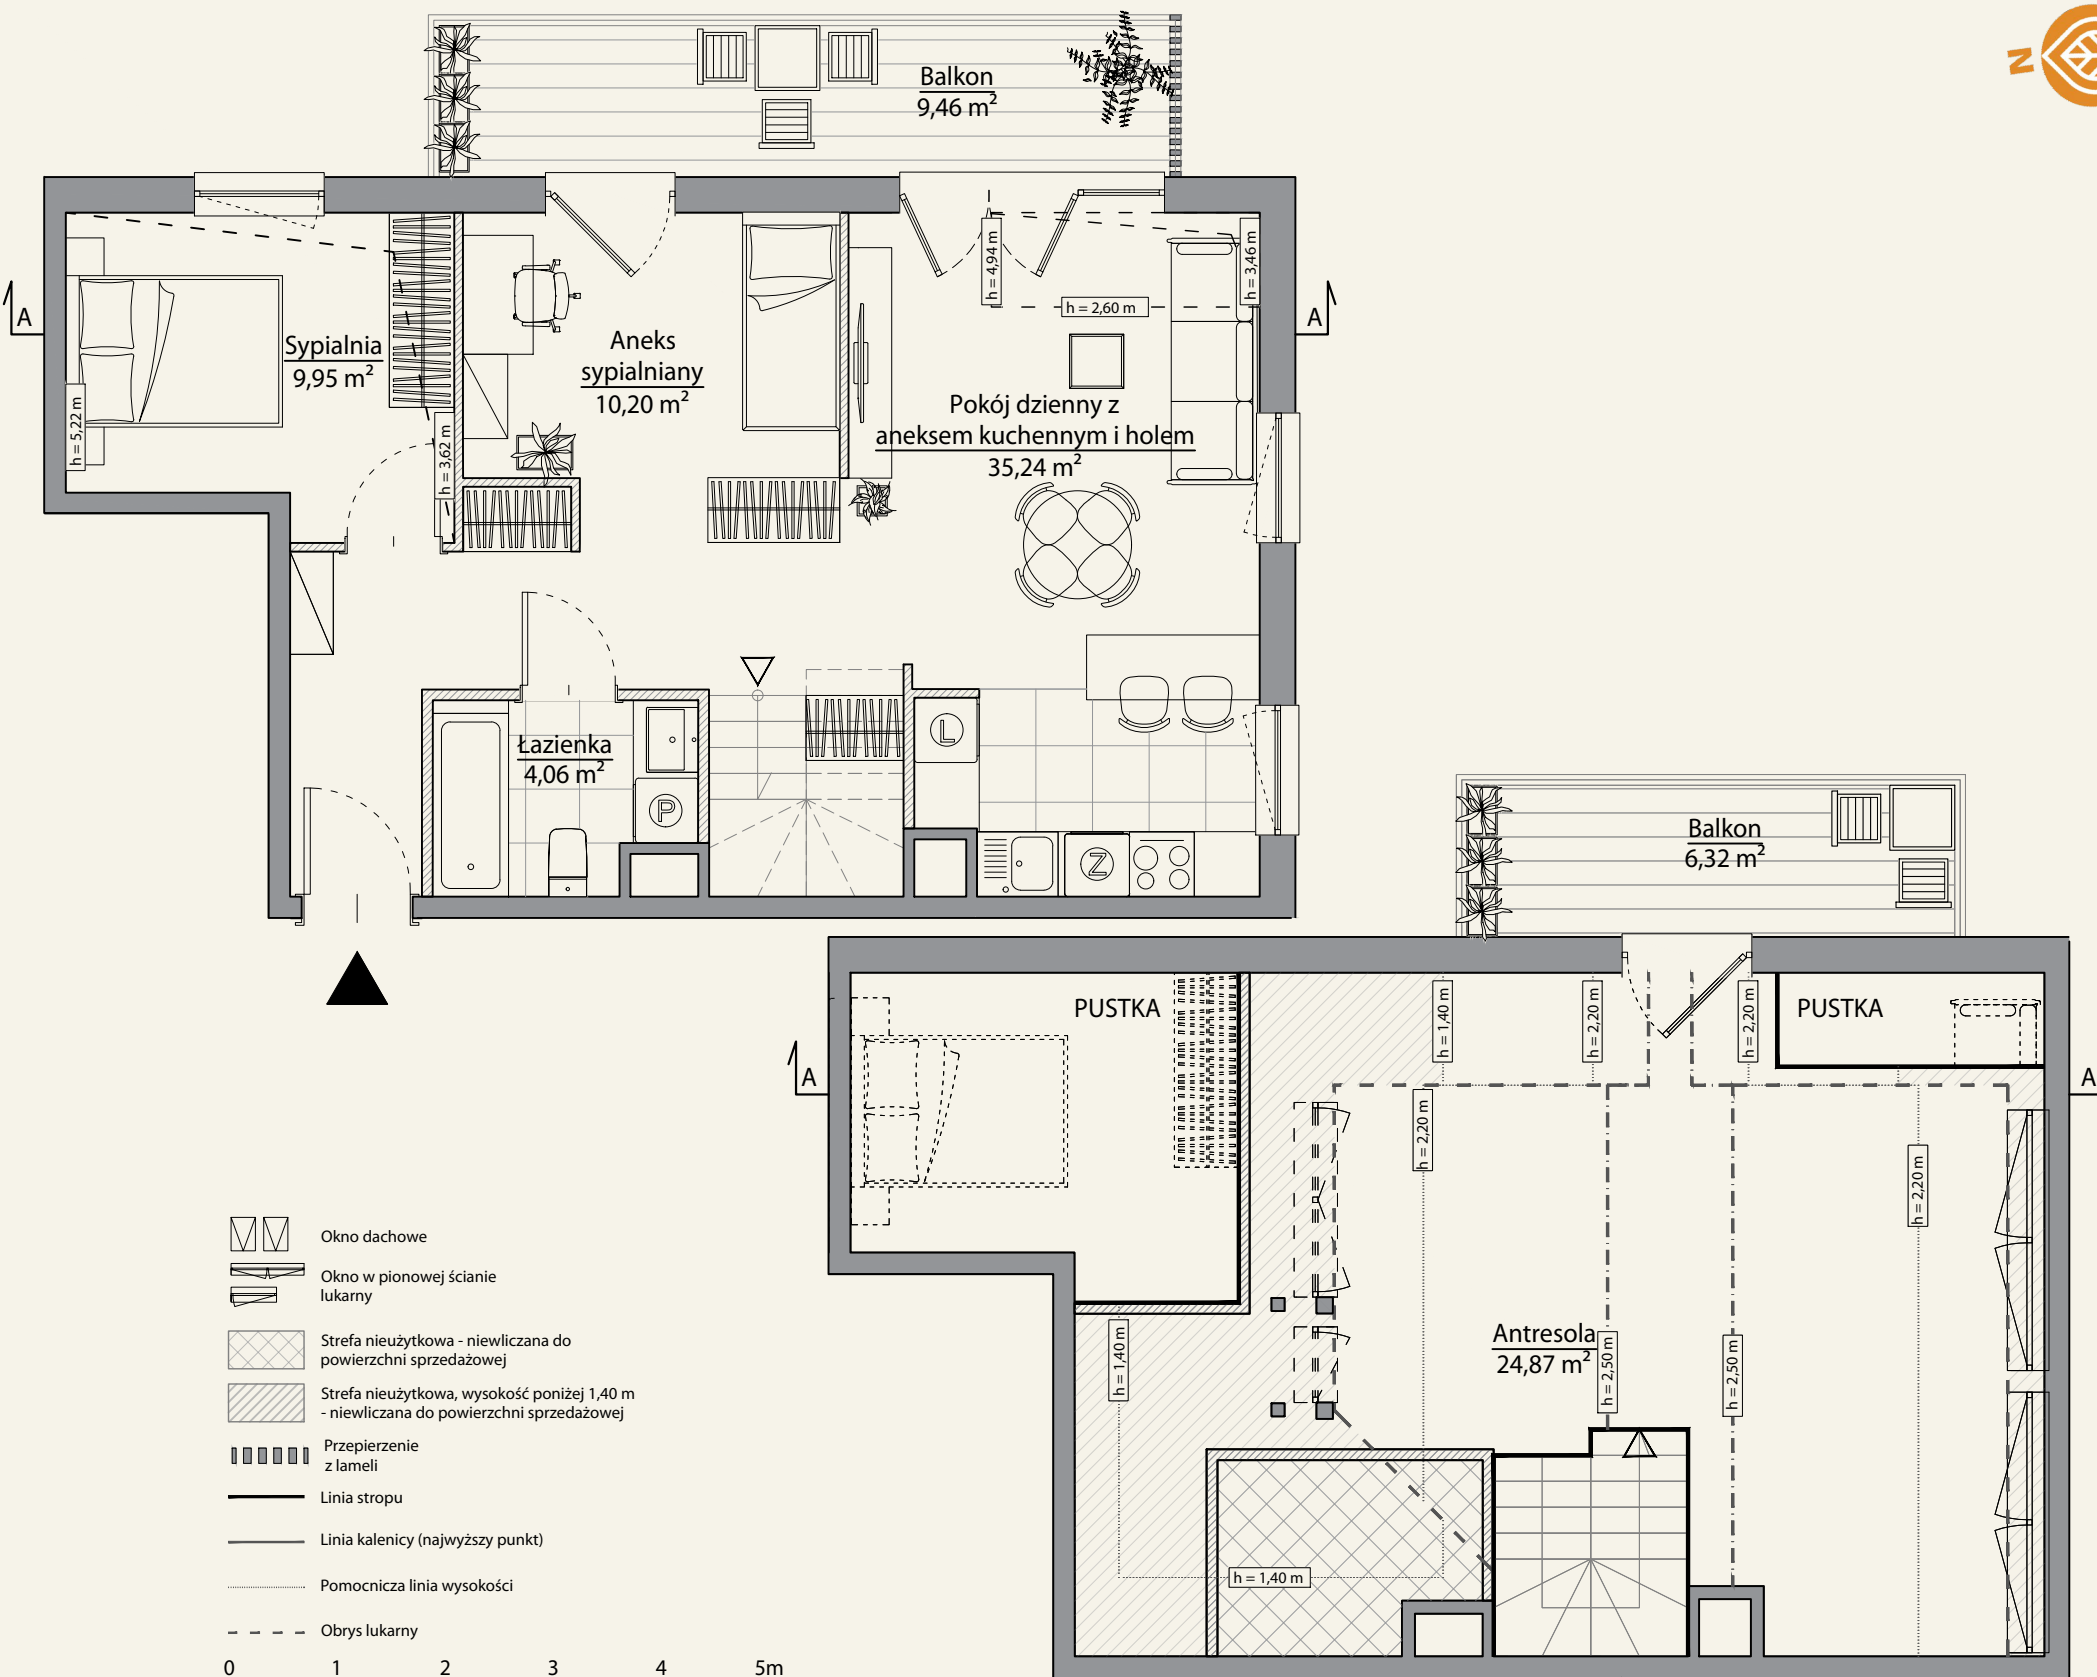 N
Balkon
9,46 m²
h = 4,94 m
h = 3,46 m
h = 2,60 m
A
A
Sypialnia
9,95 m²
h = 5,22 m
h = 3,62 m
Aneks
sypialniany
10,20 m²
Pokój dzienny z
aneksem kuchennym i holem
35,24 m²
Łazienka
4,06 m²
P
L
Z
Balkon
6,32 m²
PUSTKA
h = 1,40 m
h = 2,20 m
h = 2,20 m
PUSTKA
A
A
h = 2,20 m
h = 2,20 m
h = 1,40 m
Antresola
24,87 m²
h = 2,50 m
h = 2,50 m
h = 1,40 m
Okno dachowe
Okno w pionowej ścianie
lukarny
Strefa nieużytkowa - niewliczana do
powierzchni sprzedażowej
Strefa nieużytkowa, wysokość poniżej 1,40 m
- niewliczana do powierzchni sprzedażowej
Przepierzenie
z lameli
Linia stropu
Linia kalenicy (najwyższy punkt)
Pomocnicza linia wysokości
Obrys lukarny
0 1 2 3 4 5m